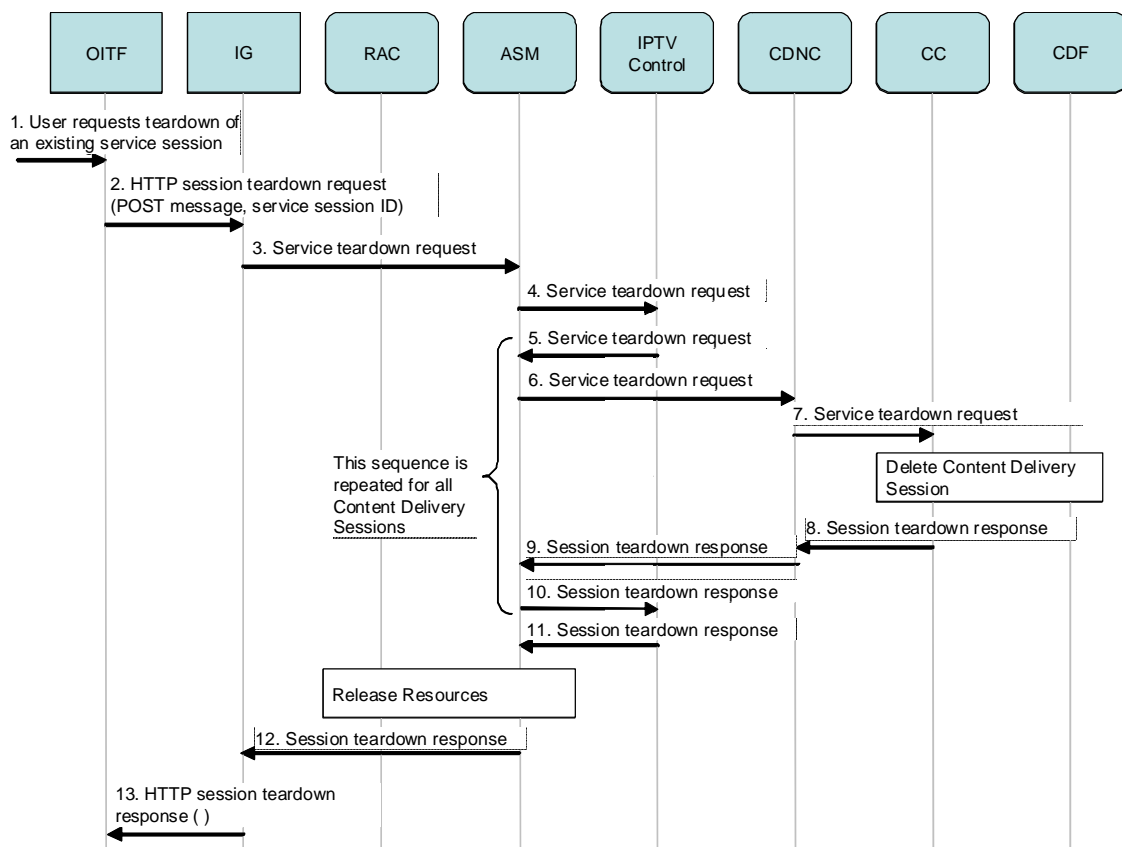 OITF
IG
RAC
ASM
IPTV
Control
CDNC
CC
CDF
1. User requests teardown of
an existing service session
2. HTTP session teardown request
(POST message, service session ID)
3. Service teardown request
4. Service teardown request
5. Service teardown request
6. Service teardown request
7. Service teardown request
This sequence is
repeated for all
Content Delivery
Sessions
Delete Content Delivery
Session
8. Session teardown response
9. Session teardown response
10. Session teardown response
11. Session teardown response
Release Resources
12. Session teardown response
13. HTTP session teardown
response ( )